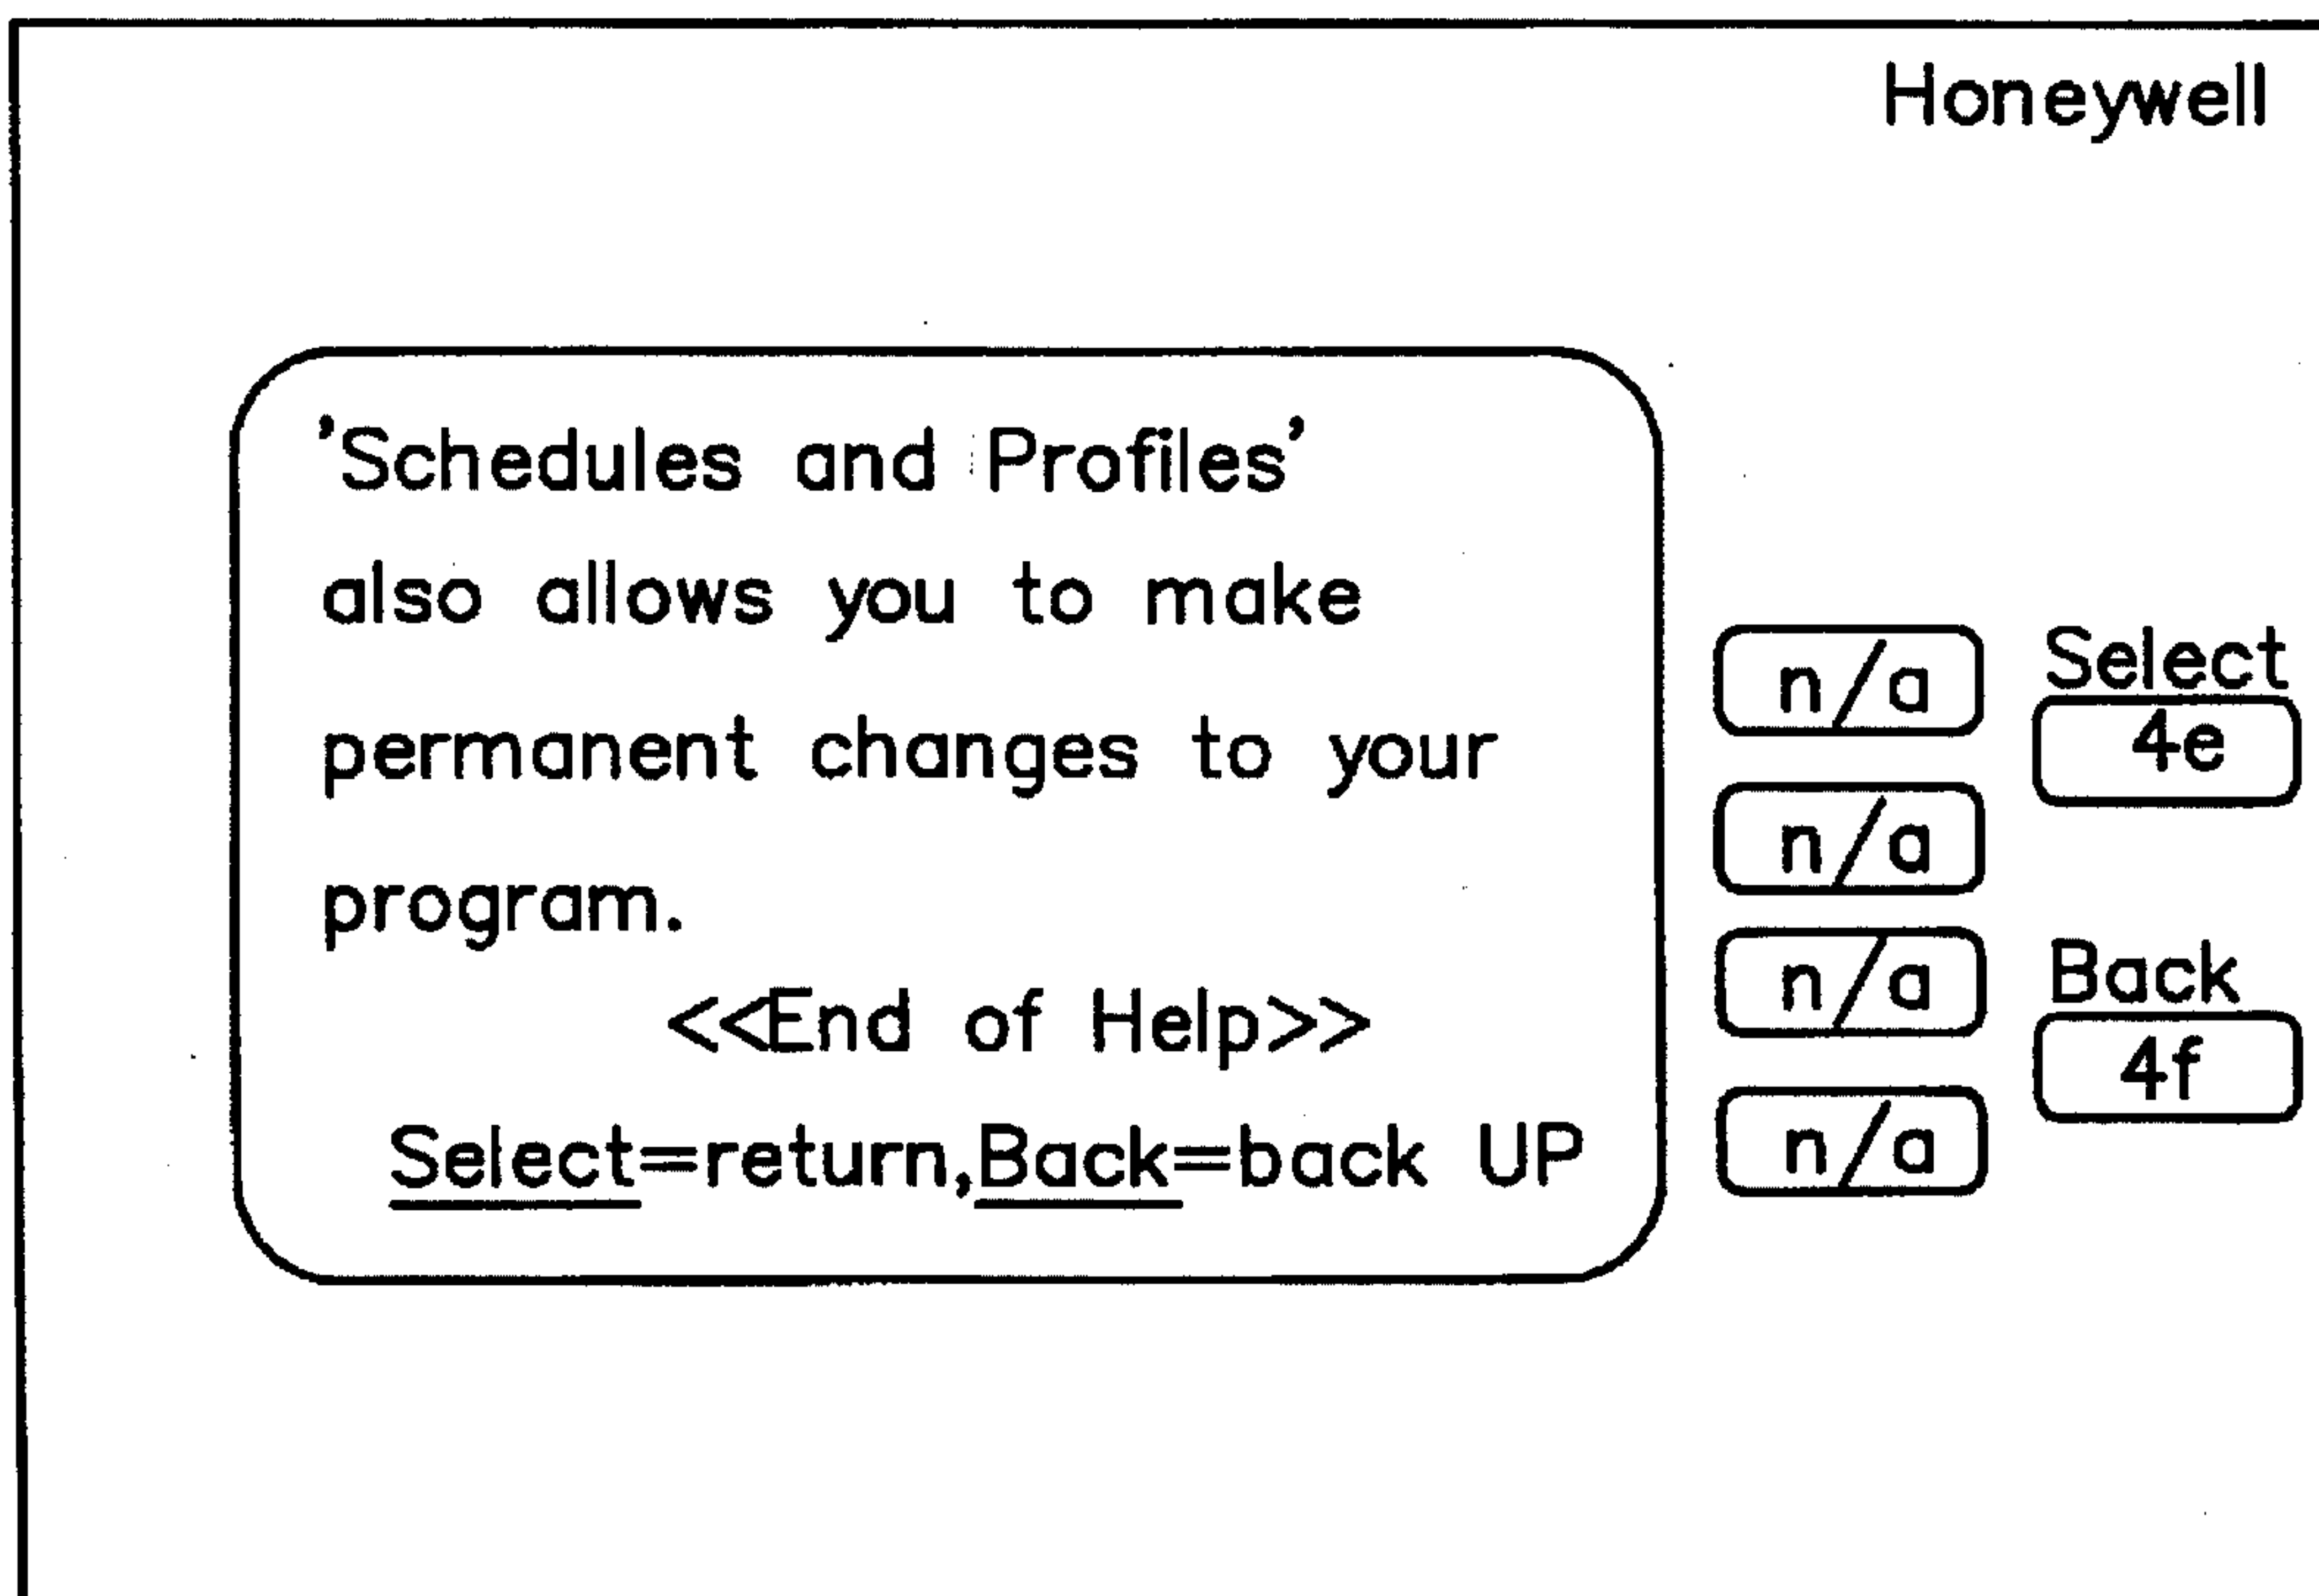 Honeywell
'Schedules and Profiles'
also allows you to make
permanent changes to your
program.
<<End of Help>>
Select=return,Back=back UP
n/a
Select
4e
n/a
n/a
Back
4f
n/a